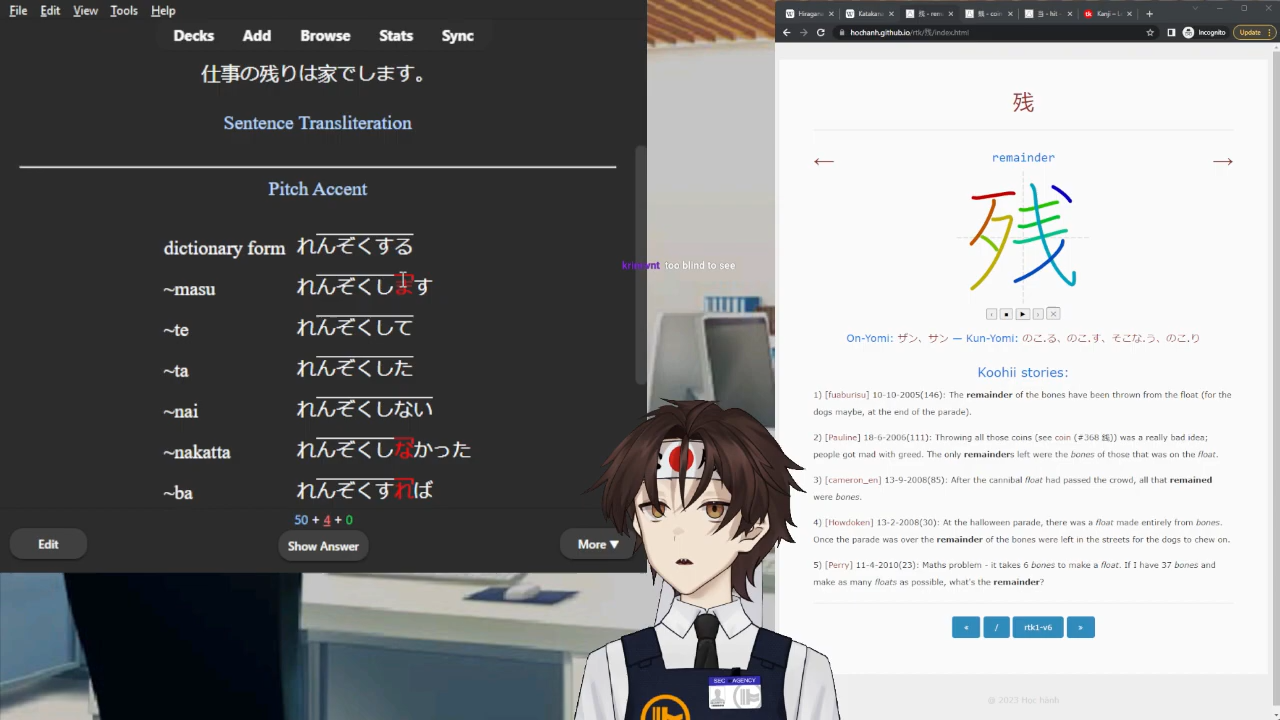 File Edit View Tools Help
Decks Add Browse Stats Sync
仕事の残りは家でします。
Sentence Transliteration
Pitch Accent
dictionary form れんぞくする
~masu れんぞくします
~te れんぞくして
~ta れんぞくした
~nai れんぞくしない
~nakatta れんぞくしなかった
~ba れんぞくすれば
50 + 4 + 0
Edit
Show Answer
More ▼
too blind to see
SEC AGENCY
Hiragana
Kataka
残 - rem
残 - coin
ヨ - hit -
Kanji – L
hochanh.github.io/rtk/残/index.html
Incognito
Update
残
← remainder →
残
On-Yomi: ザン、サン — Kun-Yomi: のこ.る、のこ.す、そこな.う、のこ.り
Koohii stories:
1) [fuaburisu] 10-10-2005(146): The remainder of the bones have been thrown from the float (for the
dogs maybe, at the end of the parade).
2) [Pauline] 18-6-2006(111): Throwing all those coins (see coin (#368 銭)) was a really bad idea;
people got mad with greed. The only remainders left were the bones of those that was on the float.
3) [cameron_en] 13-9-2008(85): After the cannibal float had passed the crowd, all that remained
were bones.
4) [Howdoken] 13-2-2008(30): At the halloween parade, there was a float made entirely from bones.
Once the parade was over the remainder of the bones were left in the streets for the dogs to chew on.
5) [Perry] 11-4-2010(23): Maths problem - it takes 6 bones to make a float. If I have 37 bones and
make as many floats as possible, what's the remainder?
« / rtk1-v6 »
@ 2023 Học hành